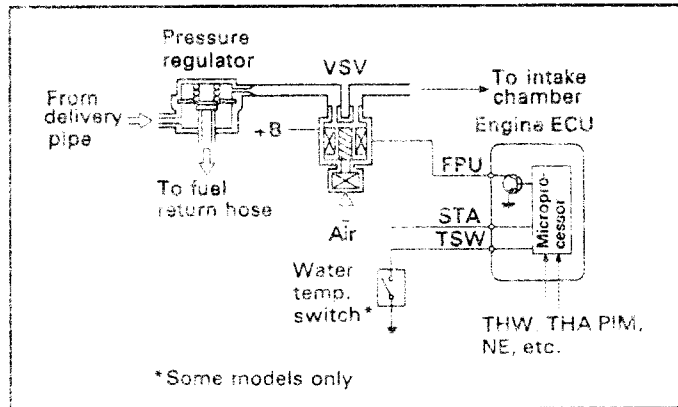 Pressure
regulator
VSV
To intake
chamber
From
delivery
pipe
+B
Engine ECU
FPU
To fuel
return hose
STA
Air
TSW
Micropro-
cessor
Water
temp.
switch*
THW, THA PIM,
NE, etc.
*Some models only